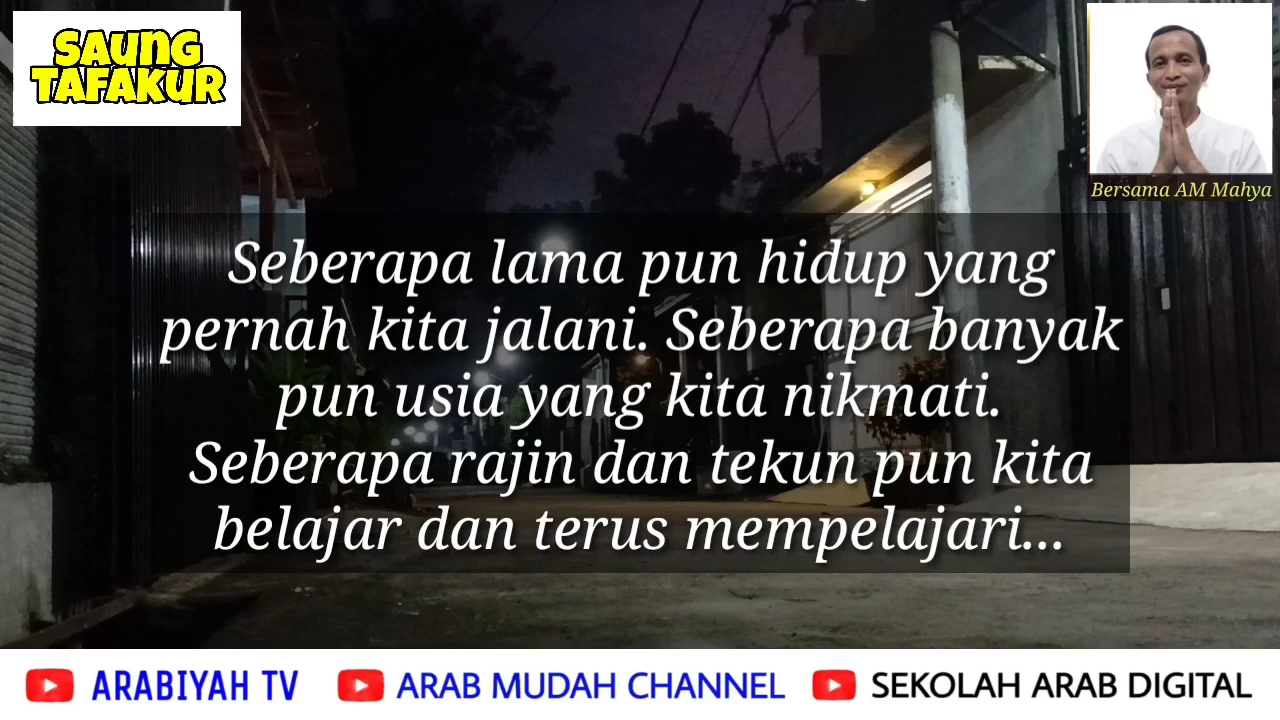 SAUNG
TAFAKUR
Bersama AM Mahya
Seberapa lama pun hidup yang
pernah kita jalani. Seberapa banyak
pun usia yang kita nikmati.
Seberapa rajin dan tekun pun kita
belajar dan terus mempelajari...
ARABIYAH TV
ARAB MUDAH CHANNEL
SEKOLAH ARAB DIGITAL